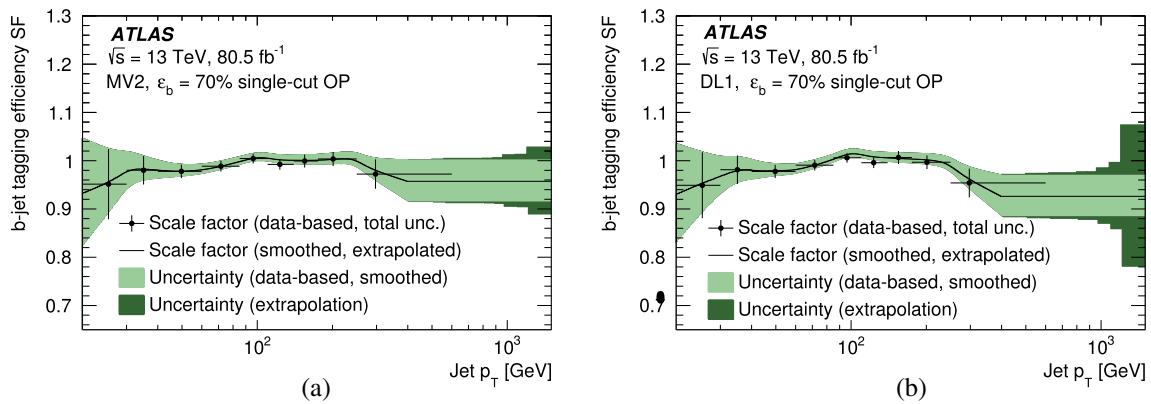 b-jet tagging efficiency SF
1.3
1.2
1.1
1
0.9
0.8
0.7
ATLAS
√s = 13 TeV, 80.5 fb⁻¹
MV2, ε_b = 70% single-cut OP
Scale factor (data-based, total unc.)
Scale factor (smoothed, extrapolated)
Uncertainty (data-based, smoothed)
Uncertainty (extrapolation)
10² 10³
Jet p_T [GeV]
(a)
b-jet tagging efficiency SF
1.3
1.2
1.1
1
0.9
0.8
0.7
ATLAS
√s = 13 TeV, 80.5 fb⁻¹
DL1, ε_b = 70% single-cut OP
Scale factor (data-based, total unc.)
Scale factor (smoothed, extrapolated)
Uncertainty (data-based, smoothed)
Uncertainty (extrapolation)
10² 10³
Jet p_T [GeV]
(b)